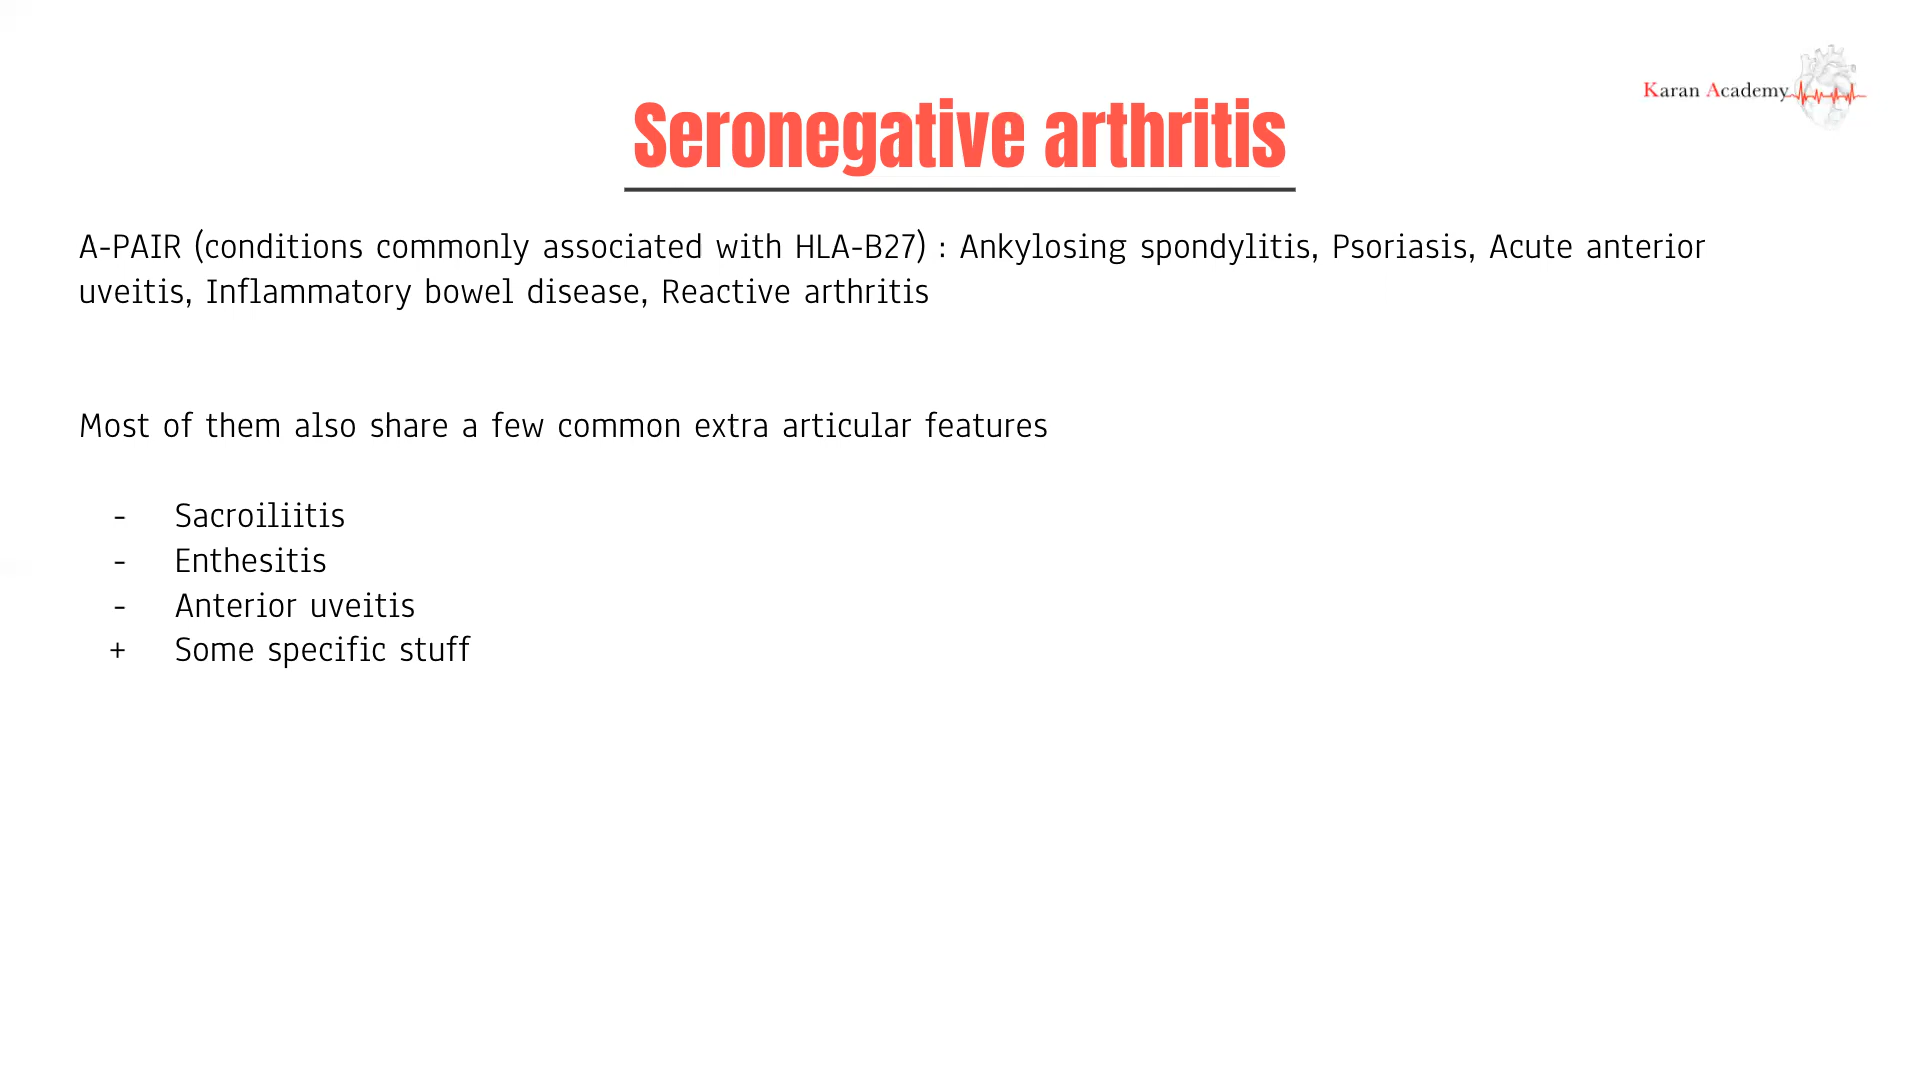 Karan Academy
Seronegative arthritis
A-PAIR (conditions commonly associated with HLA-B27) : Ankylosing spondylitis, Psoriasis, Acute anterior
uveitis, Inflammatory bowel disease, Reactive arthritis
Most of them also share a few common extra articular features
- Sacroiliitis
- Enthesitis
- Anterior uveitis
+ Some specific stuff